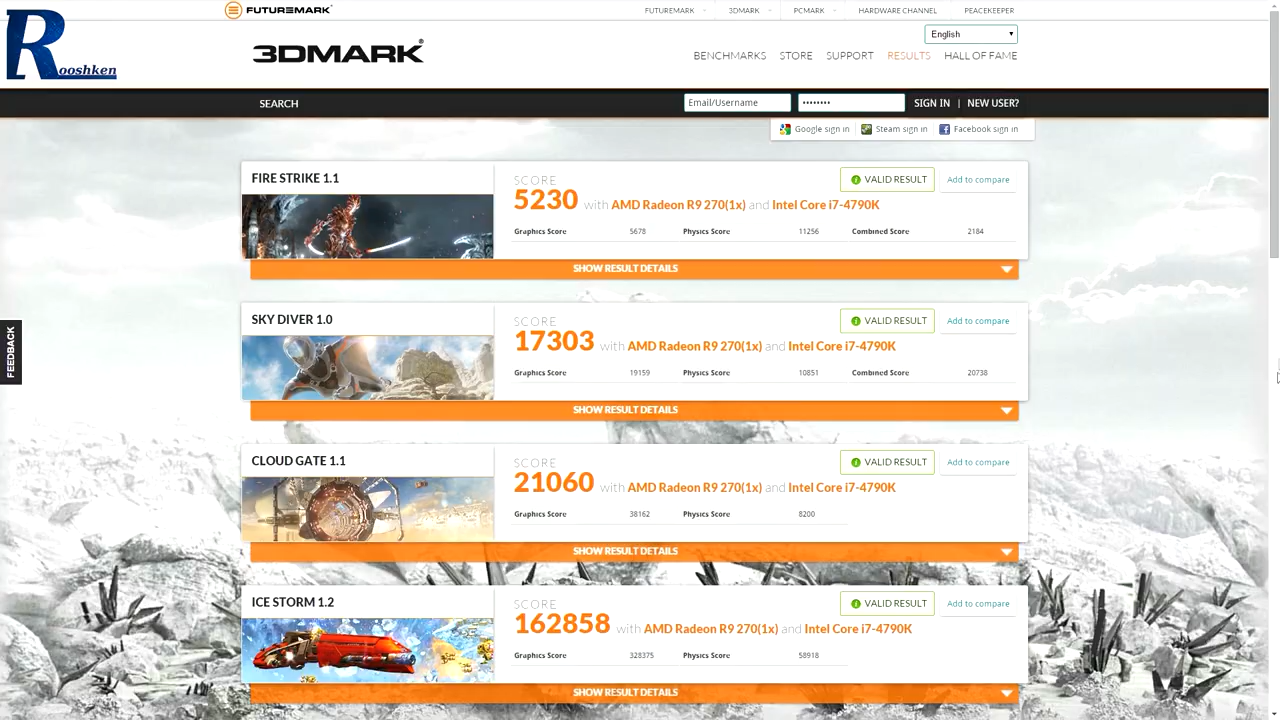 FUTUREMARK
FUTUREMARK 3DMARK PCMARK HARDWARE CHANNEL PEACEKEEPER
Rooshken
English
3DMARK®
BENCHMARKS STORE SUPPORT RESULTS HALL OF FAME
SEARCH
Email/Username •••••••• SIGN IN | NEW USER?
Google sign in Steam sign in Facebook sign in
FIRE STRIKE 1.1
SCORE
VALID RESULT Add to compare
5230 with AMD Radeon R9 270(1x) and Intel Core i7-4790K
Graphics Score 5678 Physics Score 11256 Combined Score 2184
SHOW RESULT DETAILS
SKY DIVER 1.0
SCORE
VALID RESULT Add to compare
17303 with AMD Radeon R9 270(1x) and Intel Core i7-4790K
Graphics Score 19159 Physics Score 10851 Combined Score 20738
SHOW RESULT DETAILS
FEEDBACK
CLOUD GATE 1.1
SCORE
VALID RESULT Add to compare
21060 with AMD Radeon R9 270(1x) and Intel Core i7-4790K
Graphics Score 38162 Physics Score 8200
SHOW RESULT DETAILS
ICE STORM 1.2
SCORE
VALID RESULT Add to compare
162858 with AMD Radeon R9 270(1x) and Intel Core i7-4790K
Graphics Score 328375 Physics Score 58918
SHOW RESULT DETAILS